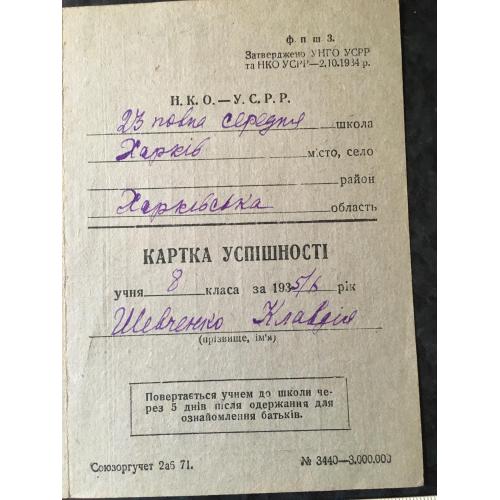 Ф. П Ш 3.
Затверджено УНГО УСРР
та НКО УСРР—2.10.1934 р.
Н. К. О.—У. С. Р. Р.
23 повна середня школа
Харків місто, село
район
Харківська область
КАРТКА УСПІШНОСТІ
учня 8 класа за 1935/6 рік
Шевченко Клавдія
(прізвище, ім'я)
Повертається учнем до школи че-
рез 5 днів після одержання для
ознайомлення батьків.
Союзоргучет 2аб 71. № 3440—3.000.000